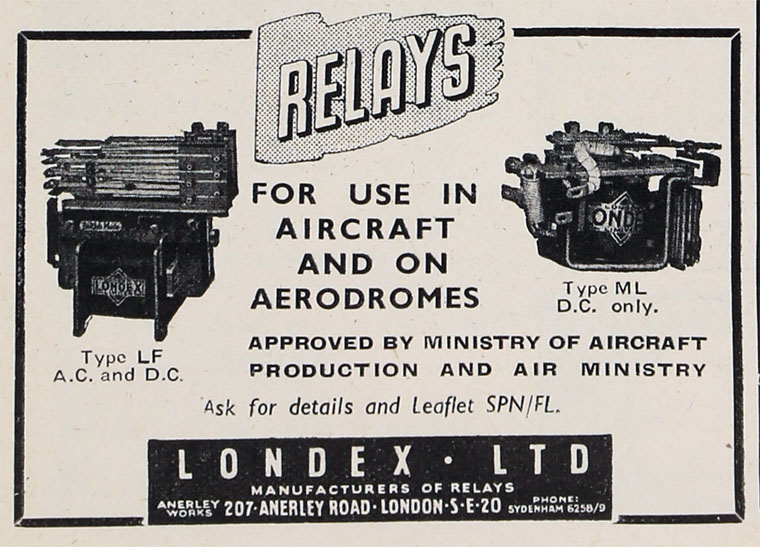 RELAYS
FOR USE IN
AIRCRAFT
AND ON
AERODROMES
LONDEX
OND
Type ML
D.C. only.
Type LF
A.C. and D.C.
APPROVED BY MINISTRY OF AIRCRAFT
PRODUCTION AND AIR MINISTRY
Ask for details and Leaflet SPN/FL.
LONDEX · LTD
MANUFACTURERS OF RELAYS
ANERLEY WORKS 207·ANERLEY ROAD·LONDON·S·E·20 PHONE: SYDENHAM 6258/9